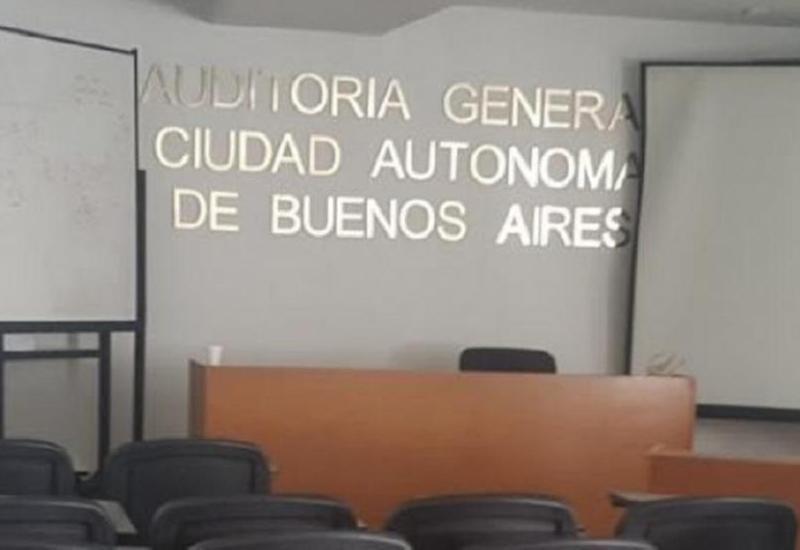 AUDITORIA GENERA
CIUDAD AUTONOMA
DE BUENOS AIRES